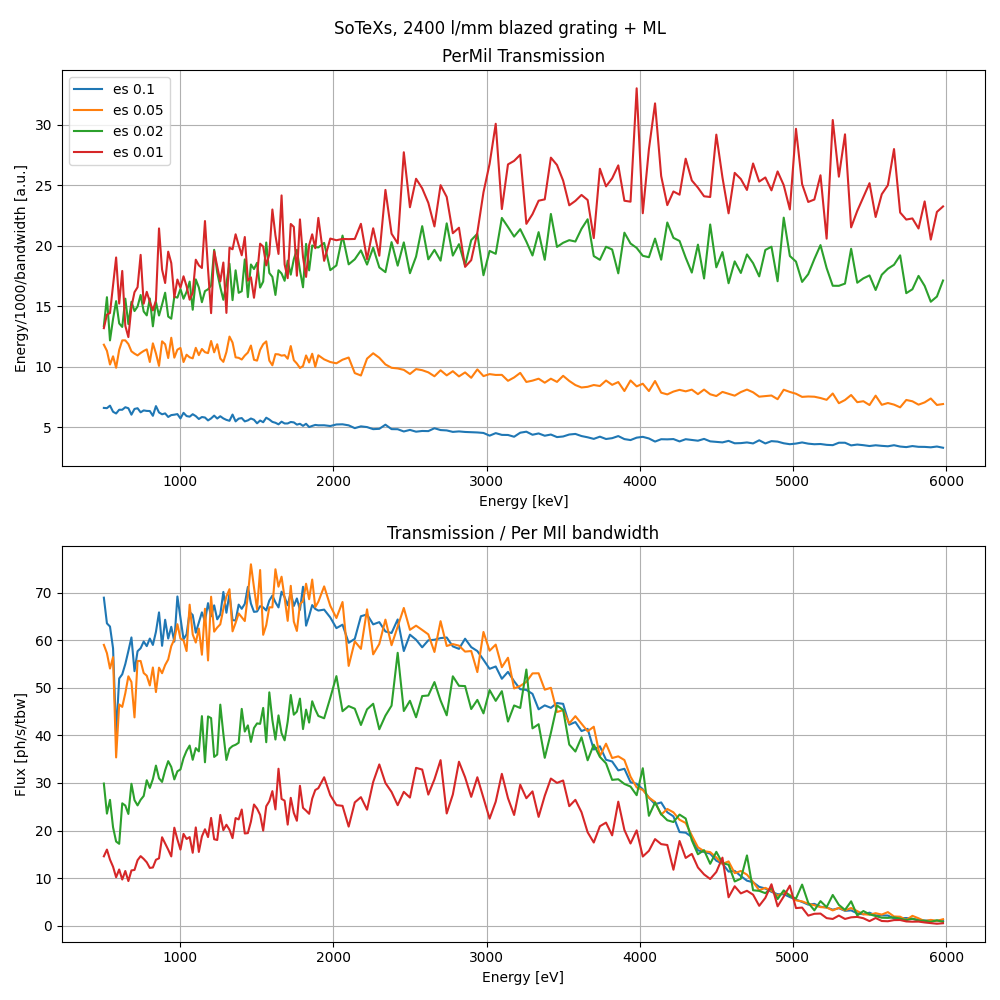 SoTeXs, 2400 l/mm blazed grating + ML
PerMil Transmission
es 0.1
es 0.05
es 0.02
es 0.01
Energy/1000/bandwidth [a.u.]
30
25
20
15
10
5
1000 2000 3000 4000 5000 6000
Energy [keV]
Transmission / Per MIl bandwidth
Flux [ph/s/tbw]
70
60
50
40
30
20
10
0
1000 2000 3000 4000 5000 6000
Energy [eV]